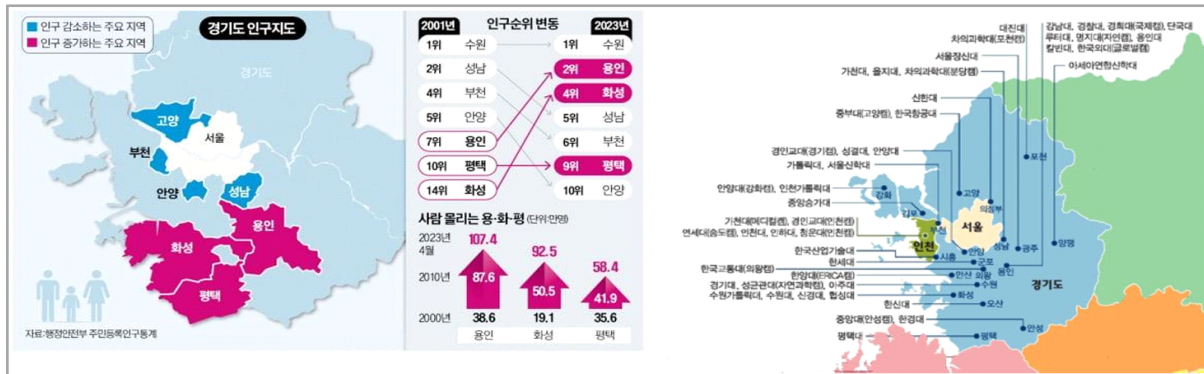 인구 감소하는 주요 지역
인구 증가하는 주요 지역
경기도 인구지도
경기도
고양
서울
부천
안양
성남
용인
화성
평택
자료:행정안전부 주민등록인구통계
2001년 인구순위 변동 2023년
1위 수원 1위 수원
2위 성남 2위 용인
4위 부천 4위 화성
5위 안양 5위 성남
7위 용인 6위 부천
10위 평택 9위 평택
14위 화성 10위 안양
사람 몰리는 용·화·평 (단위:만명)
2023년 4월 107.4 92.5 58.4
2010년 87.6 50.5 41.9
2000년 38.6 19.1 35.6
용인 화성 평택
대진대
차의과학대(포천캠)
강남대, 경찰대, 경희대(국제캠), 단국대
루터대, 명지대(자연캠), 용인대
칼빈대, 한국외대(글로벌캠)
서울장신대
아세아연합신학대
가천대, 을지대, 차의과학대(분당캠)
신한대
중부대(고양캠), 한국항공대
경인교대(경기캠), 성결대, 안양대
가톨릭대, 서울신학대
안양대(강화캠), 인천가톨릭대
중앙승가대
가천대(메디컬캠), 경인교대(인천캠)
연세대(송도캠), 인천대, 인하대, 청운대(인천캠)
한국산업기술대
한세대
한국교통대(의왕캠)
한양대(ERICA캠)
경기대, 성균관대(자연과학캠), 아주대
수원가톨릭대, 수원대, 신경대, 협성대
한신대
중앙대(안성캠), 한경대
평택대
포천
강화
고양
의정부
김포
부천
서울
인천
시흥
안양
성남
광주
양평
군포
안산
의왕
용인
수원
경기도
화성
오산
안성
평택